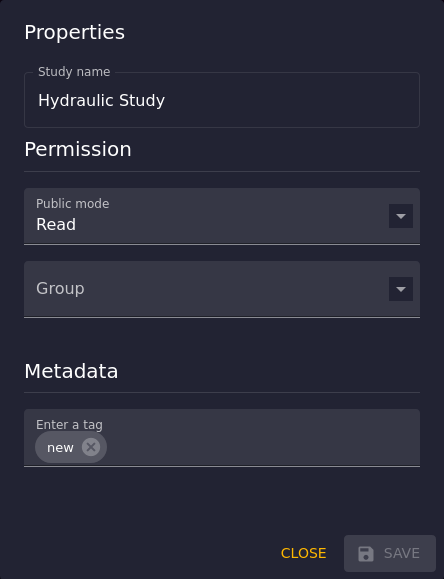 Properties
Study name
Hydraulic Study
Permission
Public mode
Read
Group
Metadata
Enter a tag
new
CLOSE SAVE